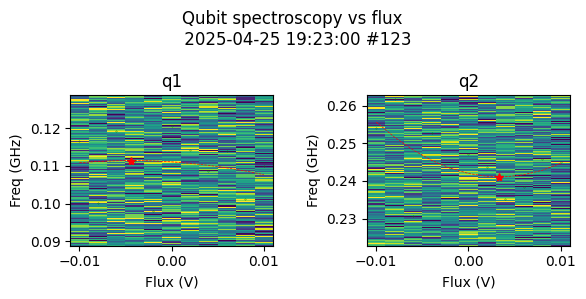 Qubit spectroscopy vs flux
2025-04-25 19:23:00 #123
q1
q2
Freq (GHz)
0.12
0.11
0.10
0.09
−0.01
0.00
0.01
Flux (V)
Freq (GHz)
0.26
0.25
0.24
0.23
−0.01
0.00
0.01
Flux (V)